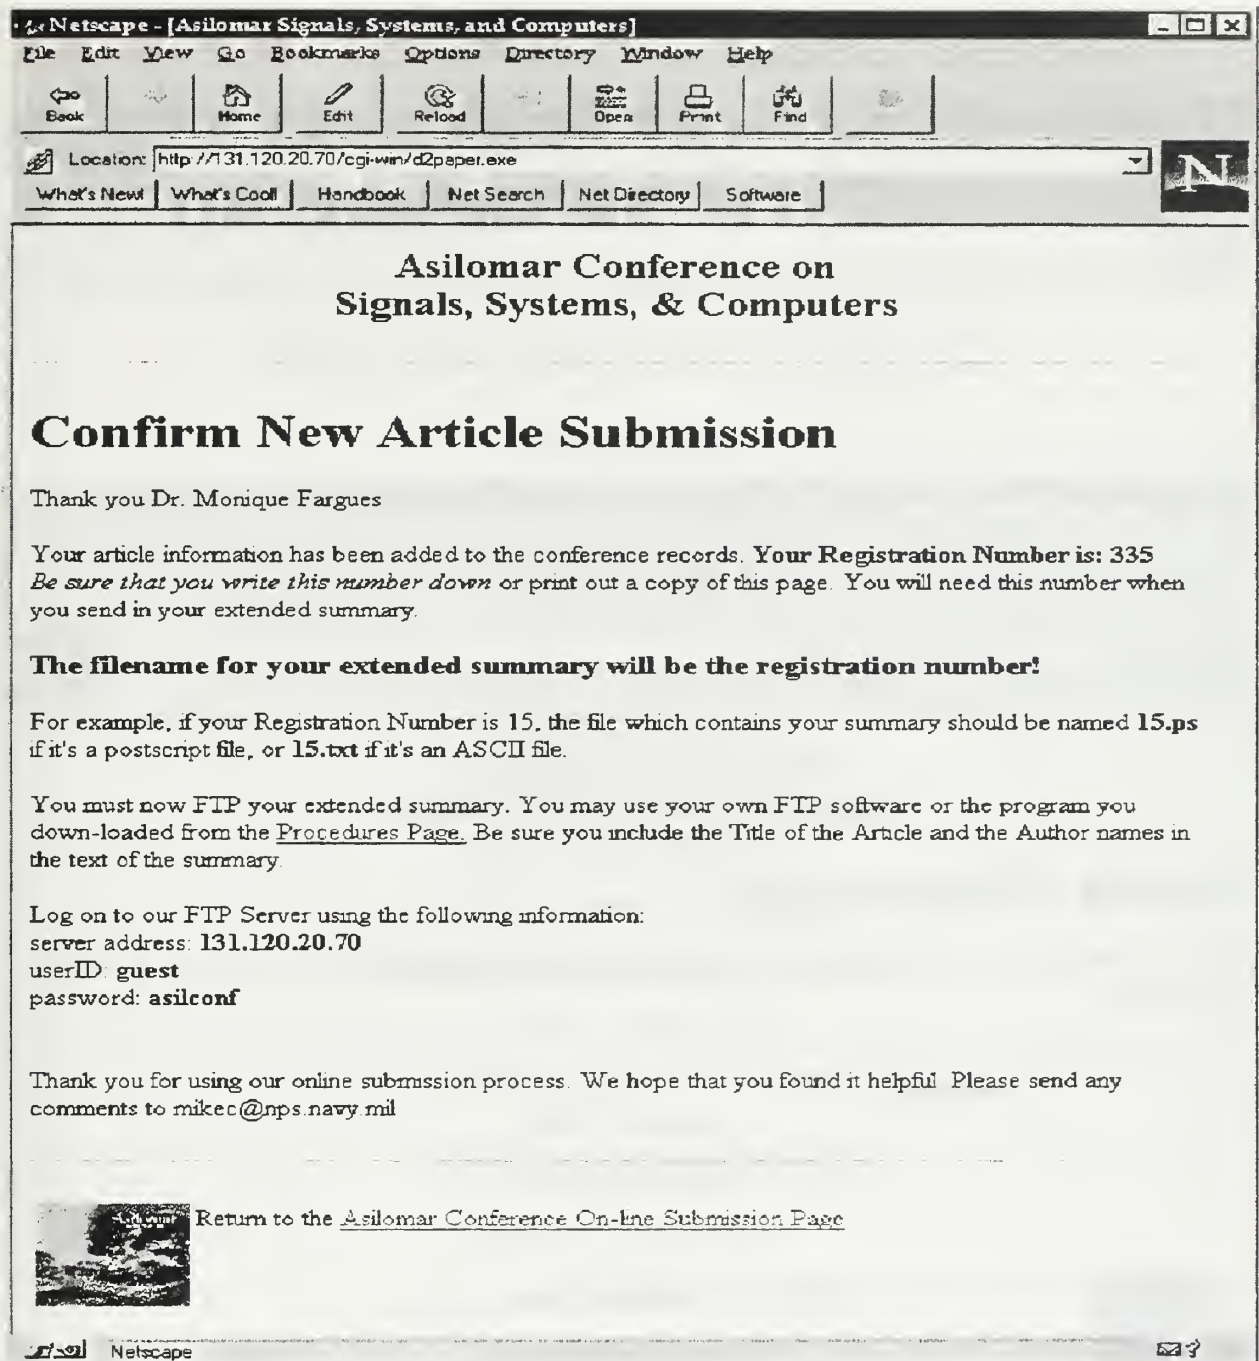 Netscape - [Asilomar Signals, Systems, and Computers]
File Edit View Go Bookmarks Options Directory Window Help
Back Home Edit Reload Open Print Find
Location: http://131.120.20.70/cgi-win/d2paper.exe
N
What's New! What's Cool! Handbook Net Search Net Directory Software
Asilomar Conference on
Signals, Systems, & Computers
Confirm New Article Submission
Thank you Dr. Monique Fargues
Your article information has been added to the conference records. Your Registration Number is: 335
Be sure that you write this number down or print out a copy of this page. You will need this number when
you send in your extended summary.
The filename for your extended summary will be the registration number!
For example, if your Registration Number is 15, the file which contains your summary should be named 15.ps
if it's a postscript file, or 15.txt if it's an ASCII file.
You must now FTP your extended summary. You may use your own FTP software or the program you
down-loaded from the Procedures Page. Be sure you include the Title of the Article and the Author names in
the text of the summary.
Log on to our FTP Server using the following information:
server address: 131.120.20.70
userID: guest
password: asilconf
Thank you for using our online submission process. We hope that you found it helpful. Please send any
comments to mikec@nps.navy.mil
Asilomar
Return to the Asilomar Conference On-line Submission Page
Netscape